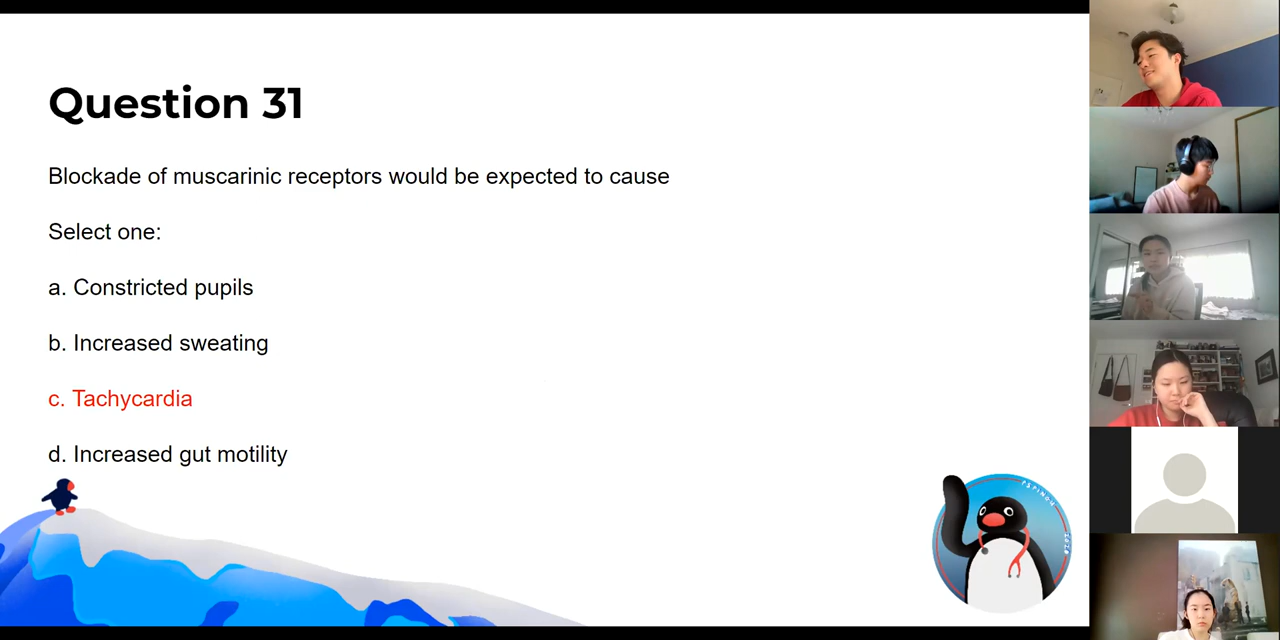 Question 31
Blockade of muscarinic receptors would be expected to cause
Select one:
a. Constricted pupils
b. Increased sweating
c. Tachycardia
d. Increased gut motility